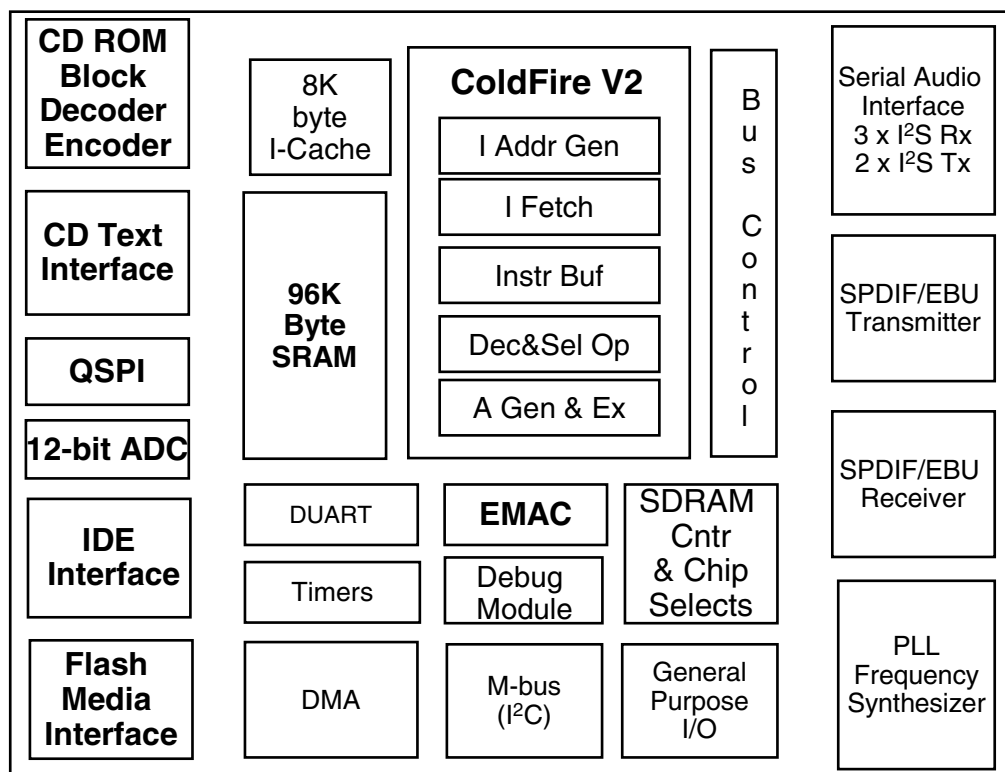 CD ROM
Block
Decoder
Encoder
CD Text
Interface
QSPI
12-bit ADC
IDE
Interface
Flash
Media
Interface
8K
byte
I-Cache
96K
Byte
SRAM
ColdFire V2
I Addr Gen
I Fetch
Instr Buf
Dec&Sel Op
A Gen & Ex
Bus Control
DUART
EMAC
SDRAM
Cntr
& Chip
Selects
Timers
Debug
Module
DMA
M-bus
(I²C)
General
Purpose
I/O
Serial Audio
Interface
3 x I²S Rx
2 x I²S Tx
SPDIF/EBU
Transmitter
SPDIF/EBU
Receiver
PLL
Frequency
Synthesizer